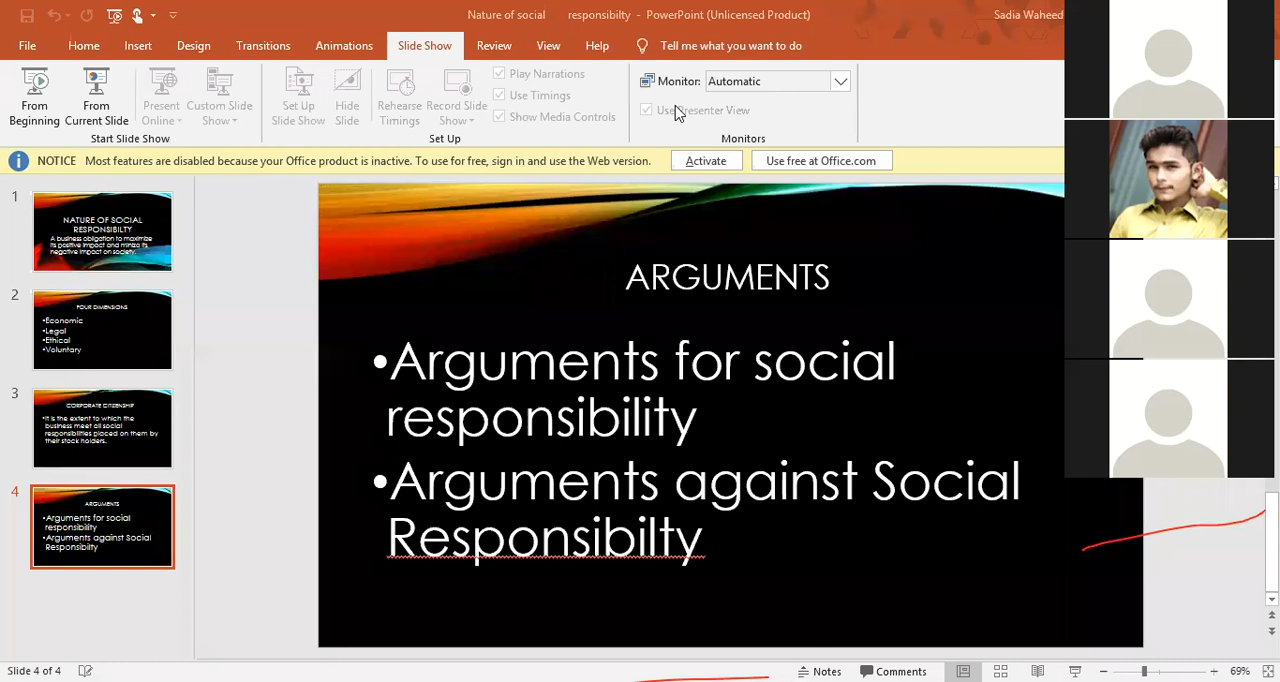 Nature of social responsibilty - PowerPoint (Unlicensed Product)
Sadia Waheed
File Home Insert Design Transitions Animations Slide Show Review View Help Tell me what you want to do
From Beginning
From Current Slide
Present Online
Custom Slide Show
Set Up Slide Show
Hide Slide
Rehearse Timings
Record Slide Show
Play Narrations
Use Timings
Show Media Controls
Monitor: Automatic
Use Presenter View
Start Slide Show
Set Up
Monitors
NOTICE Most features are disabled because your Office product is inactive. To use for free, sign in and use the Web version. Activate Use free at Office.com
1
NATURE OF SOCIAL
RESPONSIBILTY
A business obligation to maximize
its positive impact and miniza its
negative impact on society.
2
FOUR DIMENSIONS
•Economic
•Legal
•Ethical
•Voluntary
3
CORPORATE CITIZENSHIP
•It is the extent to which the
business meet all social
responsibilities placed on them by
their stock holders.
4
ARGUMENTS
•Arguments for social
responsibility
•Arguments against Social
Responsibilty
ARGUMENTS
•Arguments for social
responsibility
•Arguments against Social
Responsibilty
Slide 4 of 4
Notes
Comments
69%